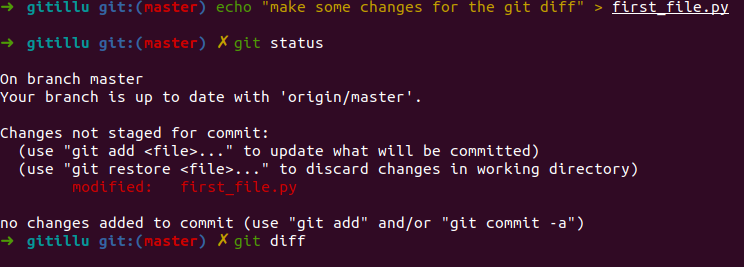 ➜ gitillu git:(master) echo "make some changes for the git diff" > first_file.py
➜ gitillu git:(master) ✗ git status
On branch master
Your branch is up to date with 'origin/master'.
Changes not staged for commit:
(use "git add <file>..." to update what will be committed)
(use "git restore <file>..." to discard changes in working directory)
modified: first_file.py
no changes added to commit (use "git add" and/or "git commit -a")
➜ gitillu git:(master) ✗ git diff